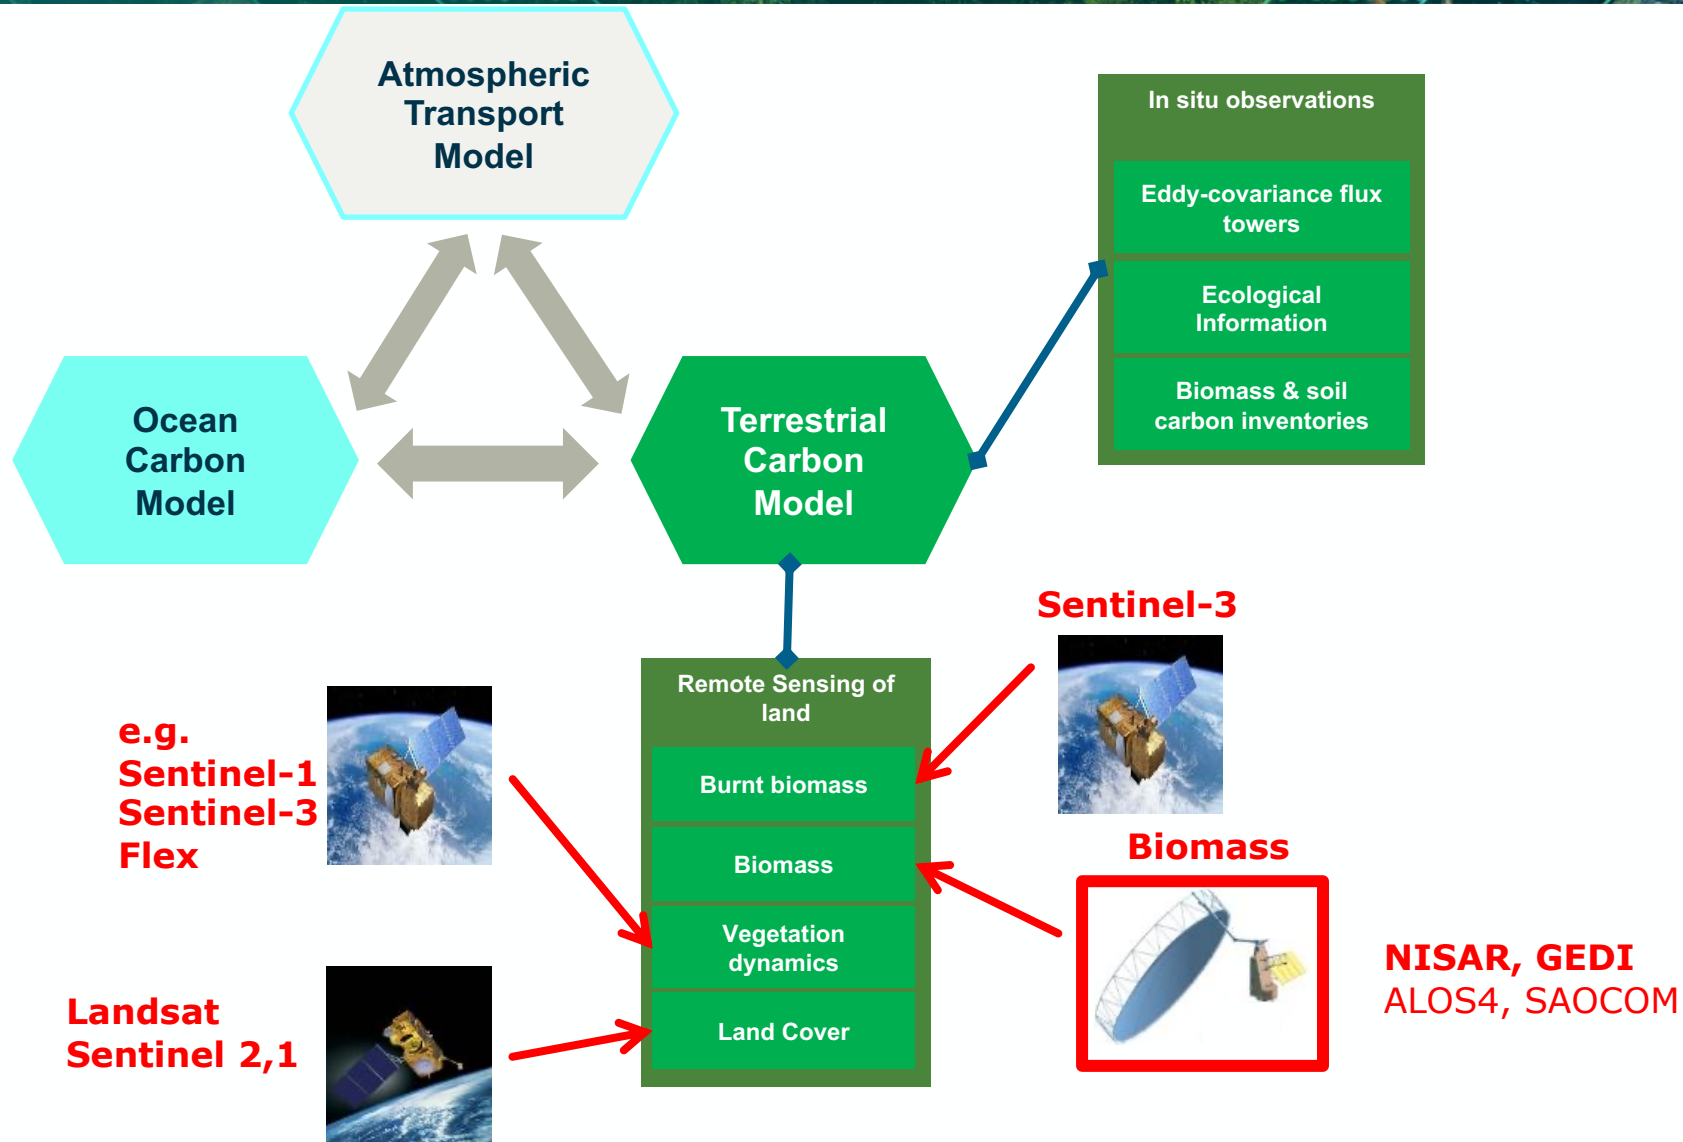 Atmospheric
Transport
Model
In situ observations
Eddy-covariance flux
towers
Ecological
Information
Biomass & soil
carbon inventories
Ocean
Carbon
Model
Terrestrial
Carbon
Model
Sentinel-3
Remote Sensing of
land
Burnt biomass
Biomass
Vegetation
dynamics
Land Cover
e.g.
Sentinel-1
Sentinel-3
Flex
Biomass
NISAR, GEDI
ALOS4, SAOCOM
Landsat
Sentinel 2,1